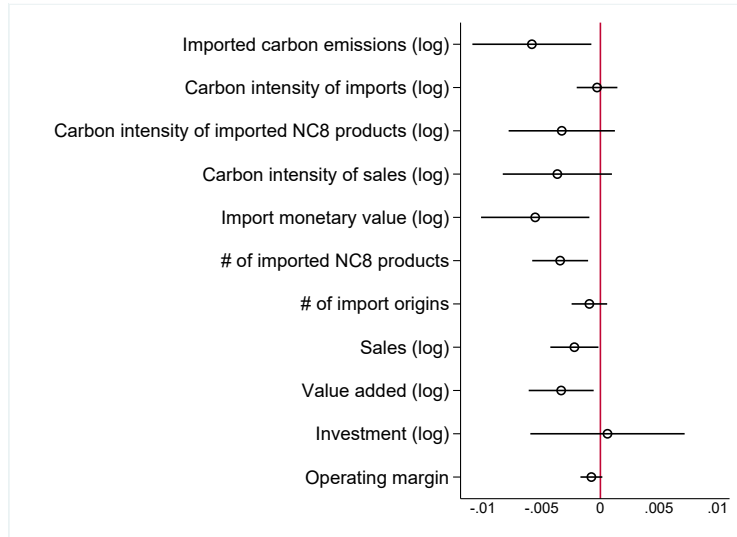 Imported carbon emissions (log)
Carbon intensity of imports (log)
Carbon intensity of imported NC8 products (log)
Carbon intensity of sales (log)
Import monetary value (log)
# of imported NC8 products
# of import origins
Sales (log)
Value added (log)
Investment (log)
Operating margin
-.01 -.005 0 .005 .01